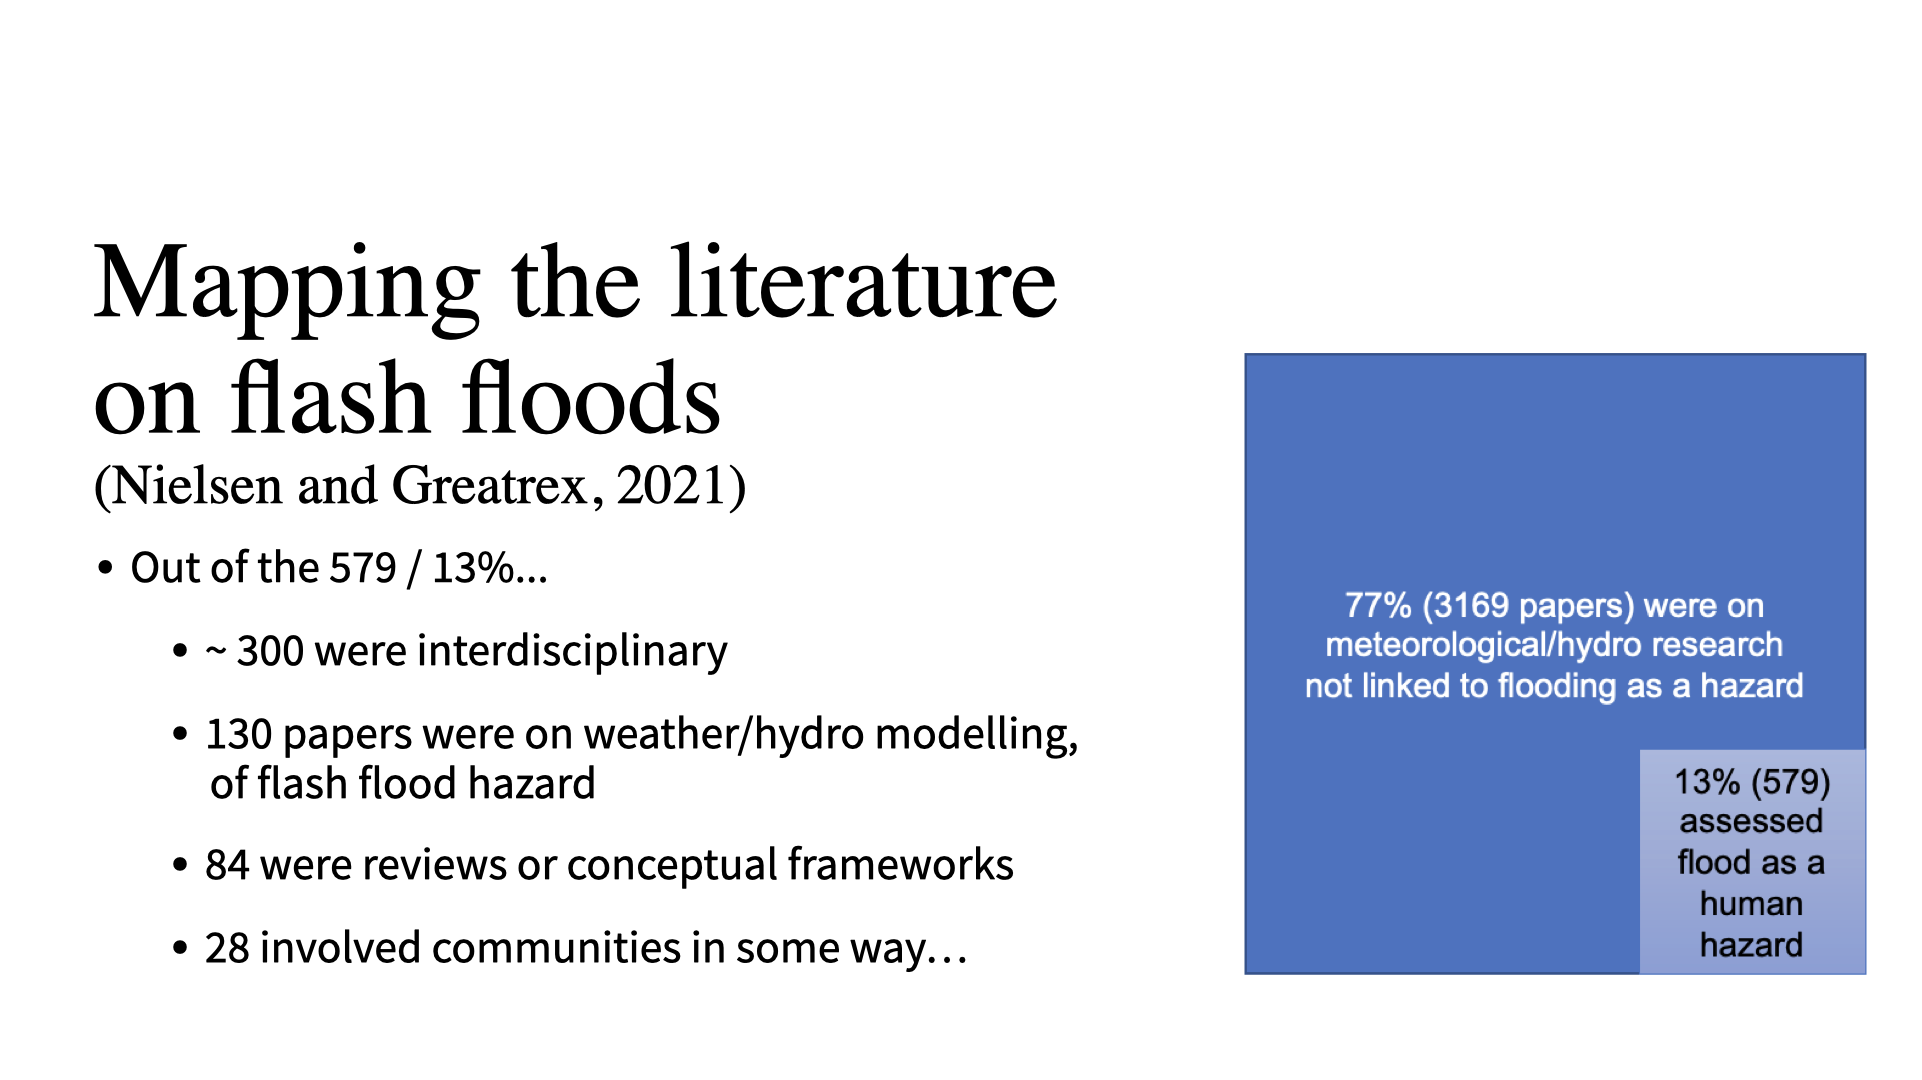 Mapping the literature
on flash floods
(Nielsen and Greatrex, 2021)
• Out of the 579 / 13%...
• ~ 300 were interdisciplinary
• 130 papers were on weather/hydro modelling,
of flash flood hazard
• 84 were reviews or conceptual frameworks
• 28 involved communities in some way…
77% (3169 papers) were on
meteorological/hydro research
not linked to flooding as a hazard
13% (579)
assessed
flood as a
human
hazard